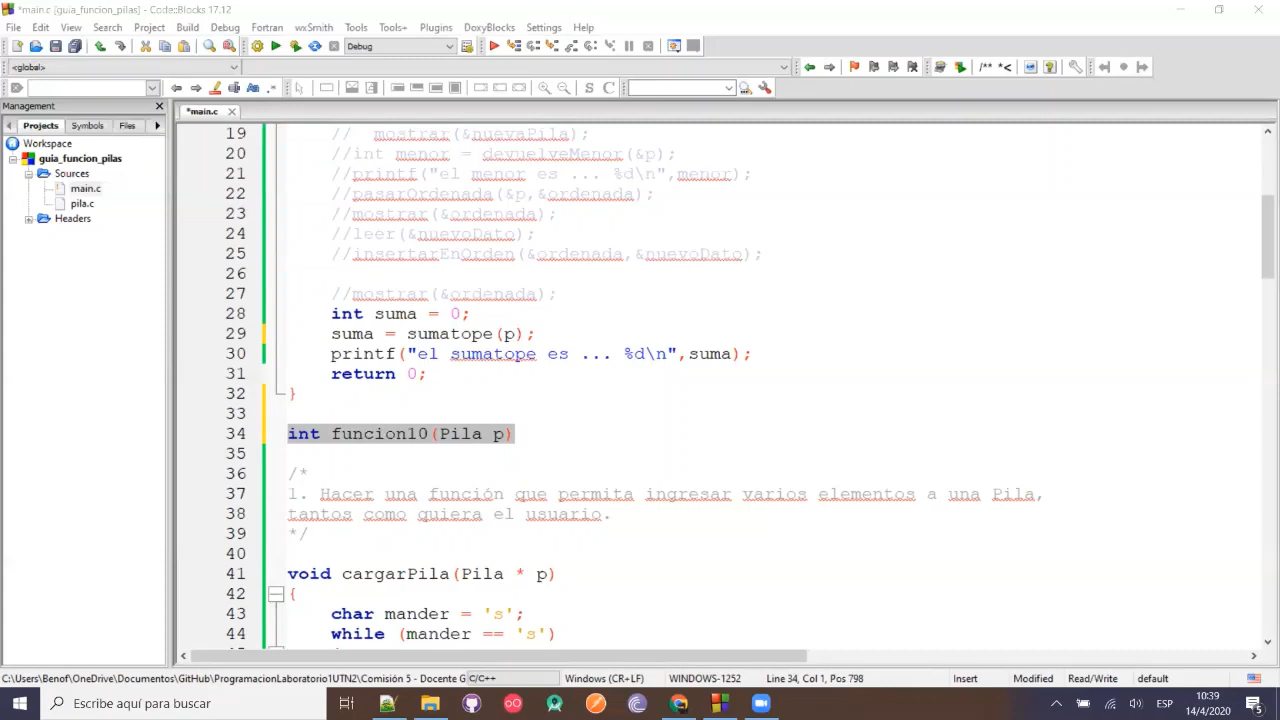 *main.c [guia_funcion_pilas] - Code::Blocks 17.12
File Edit View Search Project Build Debug Fortran wxSmith Tools Tools+ Plugins DoxyBlocks Settings Help
Debug
<global>
/** *<
S C
Management
Projects Symbols Files
*main.c
Workspace
guia_funcion_pilas
Sources
main.c
pila.c
Headers
19 // mostrar(&nuevaPila);
20 //int menor = devuelveMenor(&p);
21 //printf("el menor es ... %d\n",menor);
22 //pasarOrdenada(&p,&ordenada);
23 //mostrar(&ordenada);
24 //leer(&nuevoDato);
25 //insertarEnOrden(&ordenada,&nuevoDato);
26
27 //mostrar(&ordenada);
28 int suma = 0;
29 suma = sumatope(p);
30 printf("el sumatope es ... %d\n",suma);
31 return 0;
32 }
33
34 int funcion10(Pila p)
35
36 /*
37 1. Hacer una función que permita ingresar varios elementos a una Pila,
38 tantos como quiera el usuario.
39 */
40
41 void cargarPila(Pila * p)
42 {
43 char mander = 's';
44 while (mander == 's')
C:\Users\Benof\OneDrive\Documentos\GitHub\ProgramacionLaboratorio1UTN2\Comisión 5 - Docente G C/C++ Windows (CR+LF) WINDOWS-1252 Line 34, Col 1, Pos 798 Insert Modified Read/Write default
Escribe aquí para buscar
ESP
10:39
14/4/2020
5